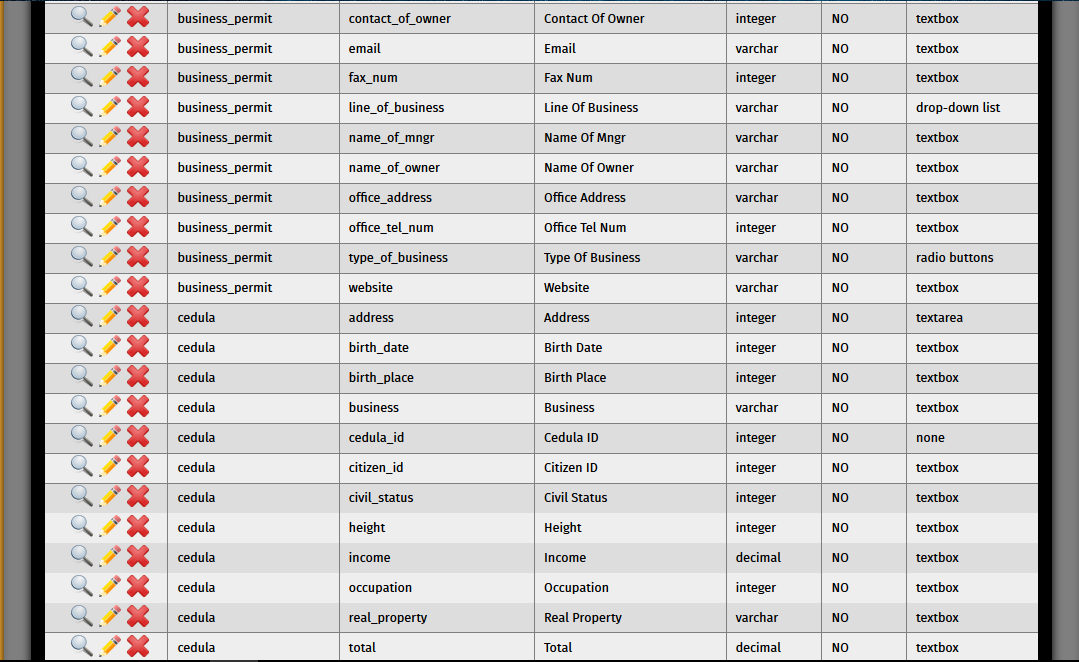 business_permit contact_of_owner Contact Of Owner integer NO textbox
business_permit email Email varchar NO textbox
business_permit fax_num Fax Num integer NO textbox
business_permit line_of_business Line Of Business varchar NO drop-down list
business_permit name_of_mngr Name Of Mngr varchar NO textbox
business_permit name_of_owner Name Of Owner varchar NO textbox
business_permit office_address Office Address varchar NO textbox
business_permit office_tel_num Office Tel Num integer NO textbox
business_permit type_of_business Type Of Business varchar NO radio buttons
business_permit website Website varchar NO textbox
cedula address Address integer NO textarea
cedula birth_date Birth Date integer NO textbox
cedula birth_place Birth Place integer NO textbox
cedula business Business varchar NO textbox
cedula cedula_id Cedula ID integer NO none
cedula citizen_id Citizen ID integer NO textbox
cedula civil_status Civil Status integer NO textbox
cedula height Height integer NO textbox
cedula income Income decimal NO textbox
cedula occupation Occupation integer NO textbox
cedula real_property Real Property varchar NO textbox
cedula total Total decimal NO textbox